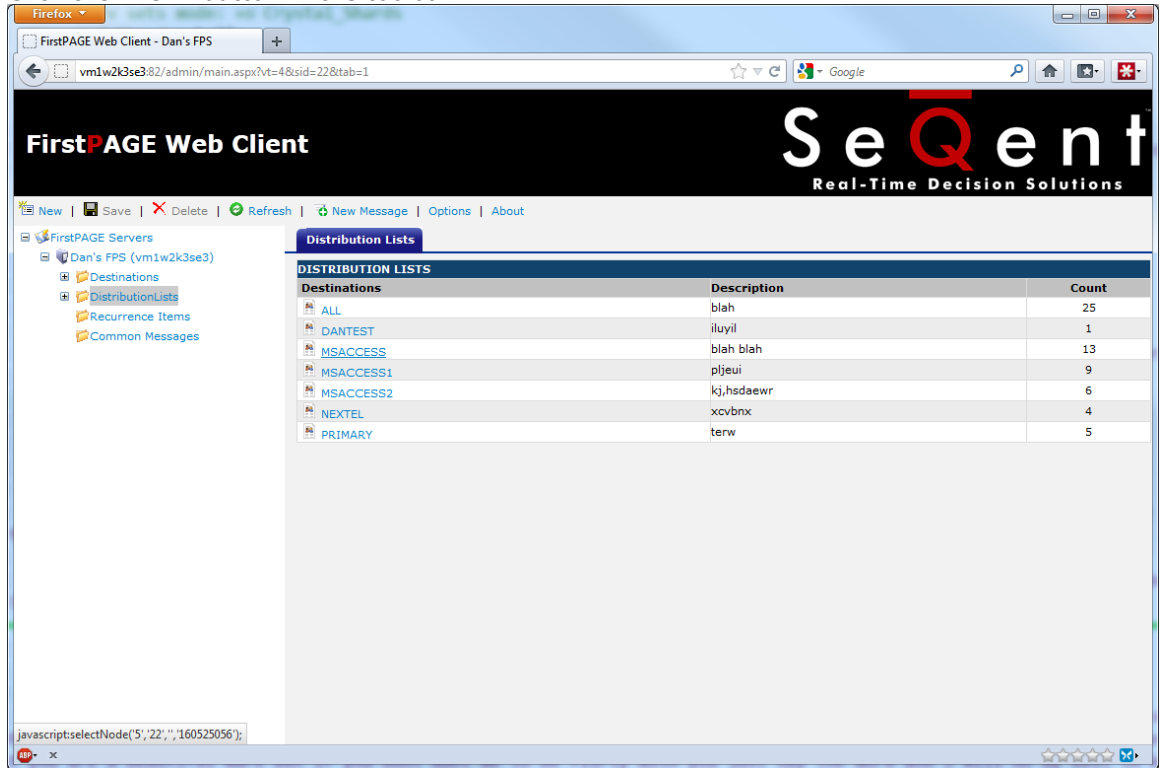 Firefox
sets mode: +o Crystal_Shards
FirstPAGE Web Client - Dan's FPS
+
vm1w2k3se3:82/admin/main.aspx?vt=4&sid=22&tab=1
Google
FirstPAGE Web Client
SeQent
Real-Time Decision Solutions
New | Save | Delete | Refresh | New Message | Options | About
FirstPAGE Servers
Dan's FPS (vm1w2k3se3)
Destinations
DistributionLists
Recurrence Items
Common Messages
Distribution Lists
DISTRIBUTION LISTS
Destinations Description Count
ALL blah 25
DANTEST iluyil 1
MSACCESS blah blah 13
MSACCESS1 pljeui 9
MSACCESS2 kj,hsdaewr 6
NEXTEL xcvbnx 4
PRIMARY terw 5
javascript:selectNode('5','22','','160525056');
ABP x